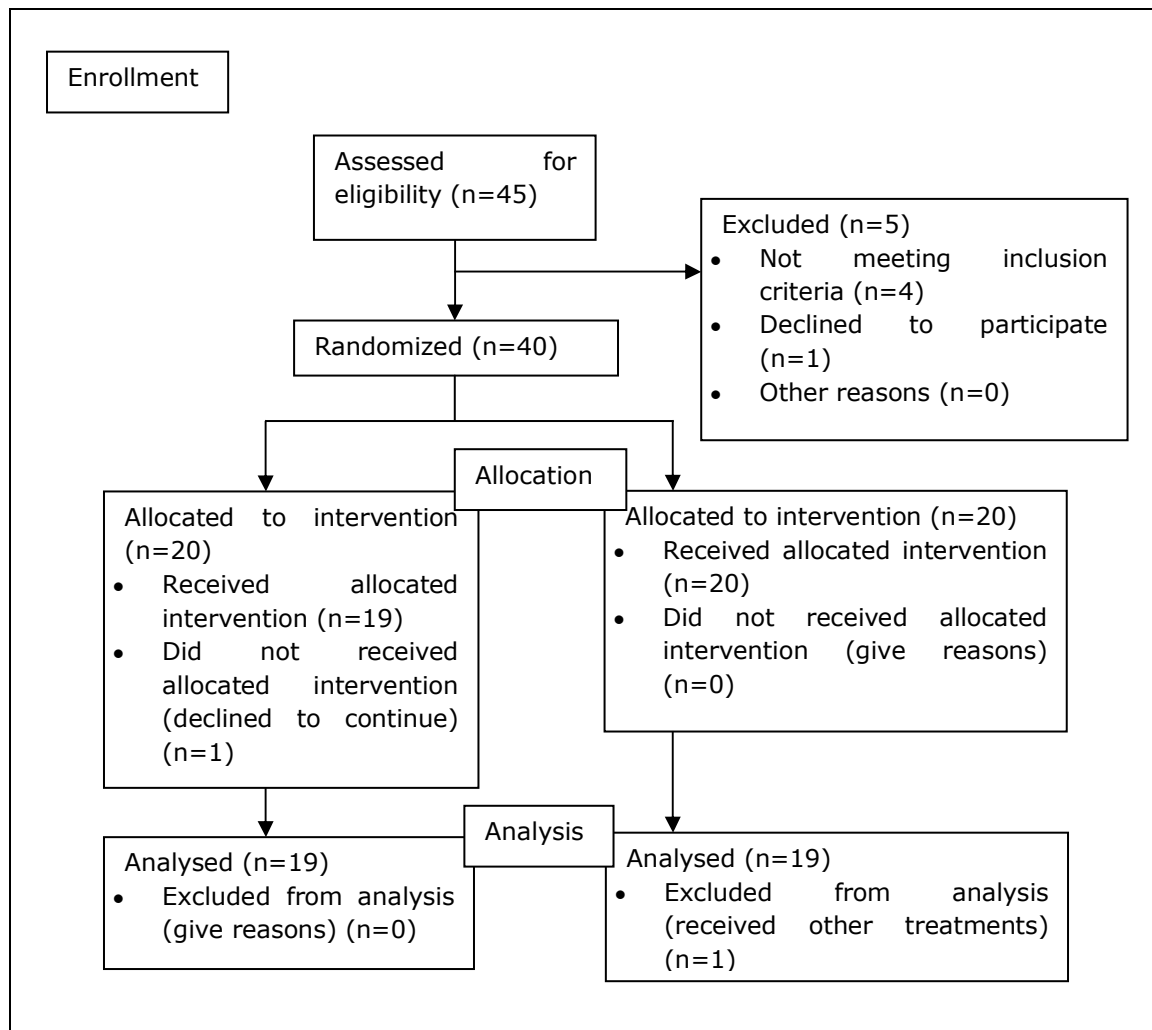 Enrollment
Assessed for
eligibility (n=45)
Excluded (n=5)
• Not meeting inclusion
criteria (n=4)
• Declined to participate
(n=1)
• Other reasons (n=0)
Randomized (n=40)
Allocation
Allocated to intervention
(n=20)
• Received allocated
intervention (n=19)
• Did not received
allocated intervention
(declined to continue)
(n=1)
Allocated to intervention (n=20)
• Received allocated intervention
(n=20)
• Did not received allocated
intervention (give reasons)
(n=0)
Analysis
Analysed (n=19)
• Excluded from analysis
(give reasons) (n=0)
Analysed (n=19)
• Excluded from analysis
(received other treatments)
(n=1)